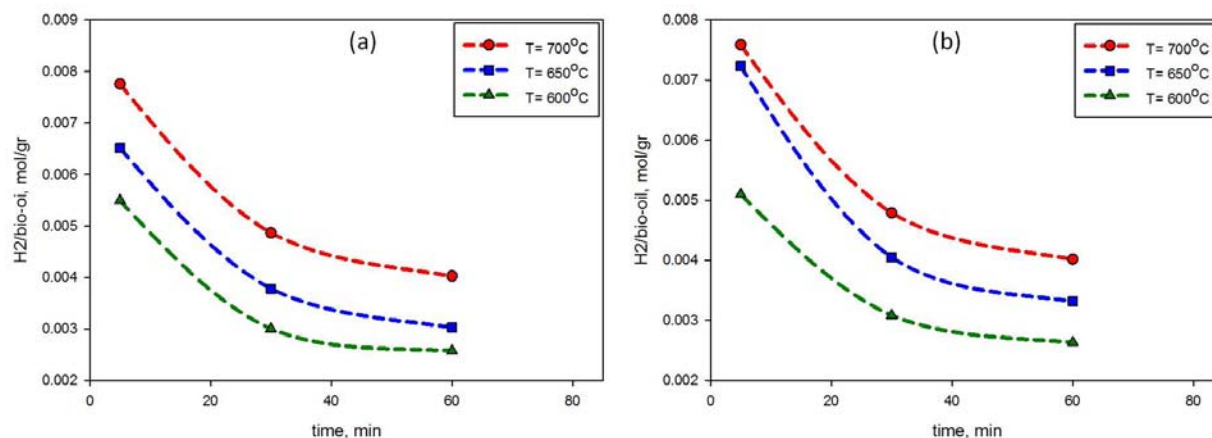 (a)
T= 700°C
T= 650°C
T= 600°C
H2/bio-oi, mol/gr
0.009
0.008
0.007
0.006
0.005
0.004
0.003
0.002
0
20
40
60
80
time, min
(b)
T= 700°C
T= 650°C
T= 600°C
H2/bio-oil, mol/gr
0.008
0.007
0.006
0.005
0.004
0.003
0.002
0
20
40
60
80
time, min